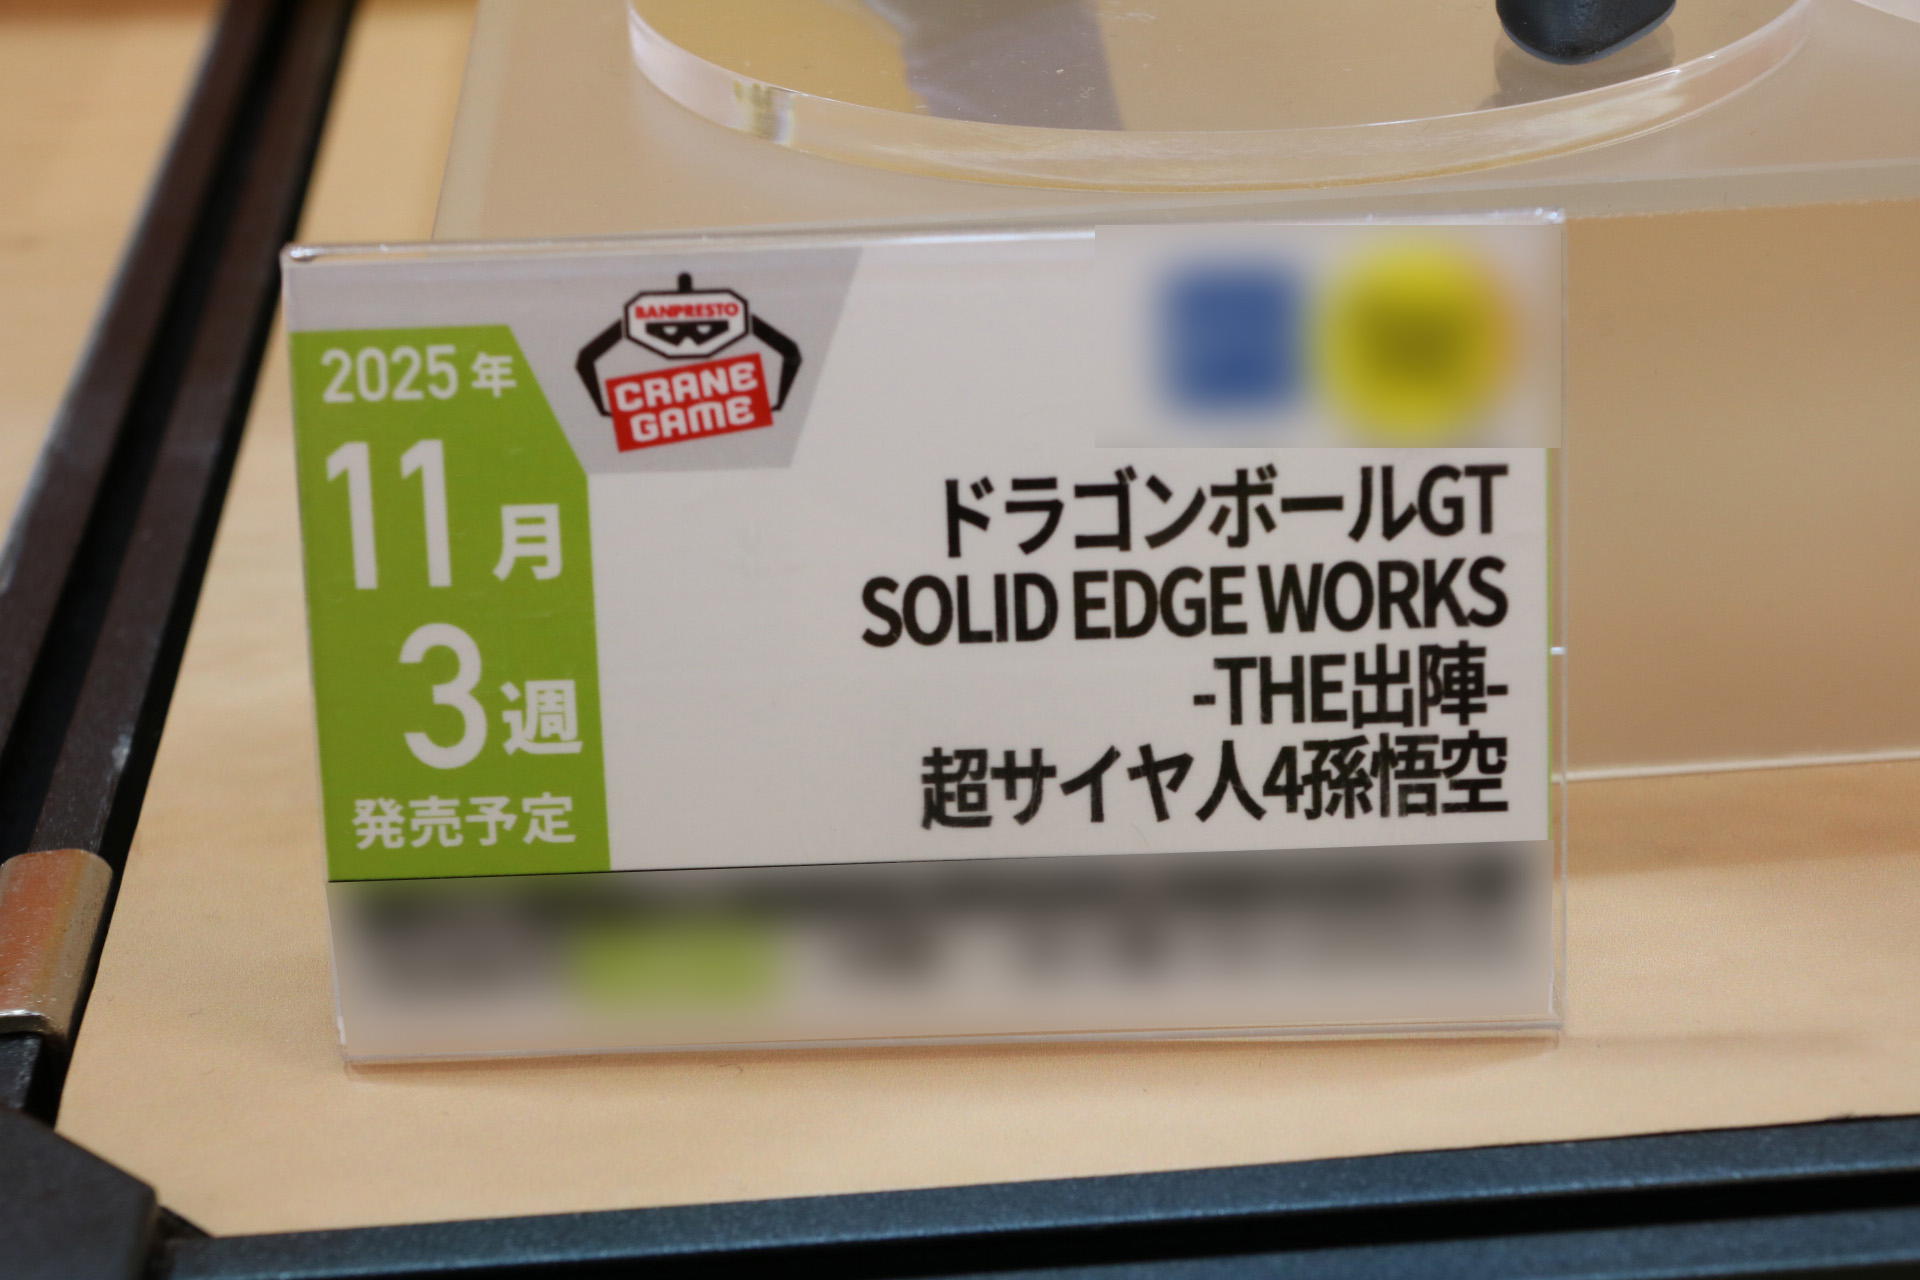 2025年
11月
3週
発売予定
BANPRESTO
CRANE
GAME
ドラゴンボールGT
SOLID EDGE WORKS
-THE出陣-
超サイヤ人4孫悟空